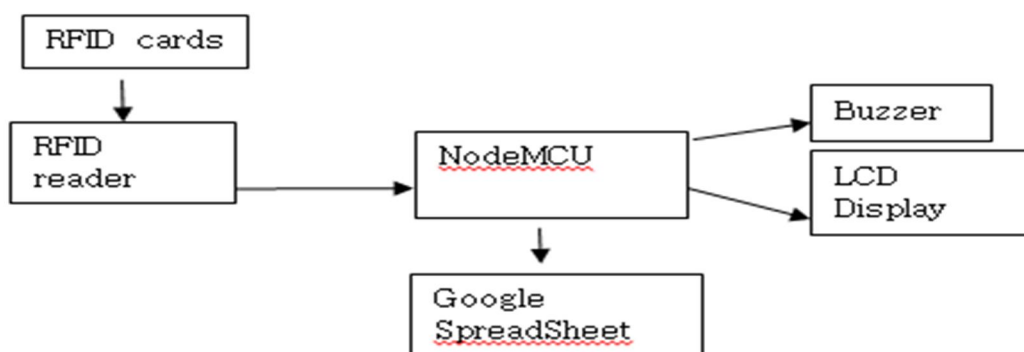 RFID cards
RFID
reader
NodeMCU
Buzzer
LCD
Display
Google
SpreadSheet